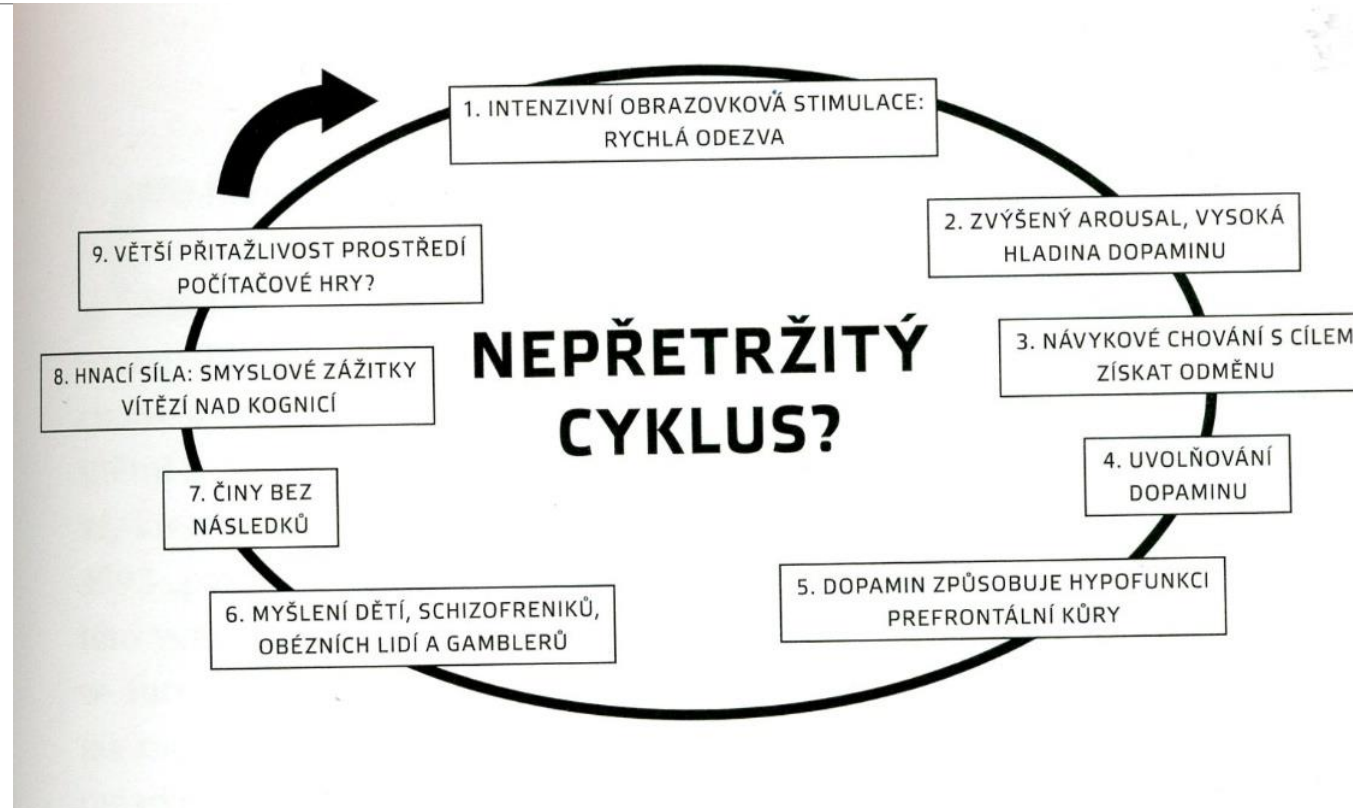 1. INTENZIVNÍ OBRAZOVKOVÁ STIMULACE:
RYCHLÁ ODEZVA
2. ZVÝŠENÝ AROUSAL, VYSOKÁ
HLADINA DOPAMINU
3. NÁVYKOVÉ CHOVÁNÍ S CÍLEM
ZÍSKAT ODMĚNU
4. UVOLŇOVÁNÍ
DOPAMINU
5. DOPAMIN ZPŮSOBUJE HYPOFUNKCI
PREFRONTÁLNÍ KŮRY
6. MYŠLENÍ DĚTÍ, SCHIZOFRENIKŮ,
OBÉZNÍCH LIDÍ A GAMBLERŮ
7. ČINY BEZ
NÁSLEDKŮ
8. HNACÍ SÍLA: SMYSLOVÉ ZÁŽITKY
VÍTĚZÍ NAD KOGNICÍ
9. VĚTŠÍ PŘITAŽLIVOST PROSTŘEDÍ
POČÍTAČOVÉ HRY?
NEPŘETRŽITÝ
CYKLUS?